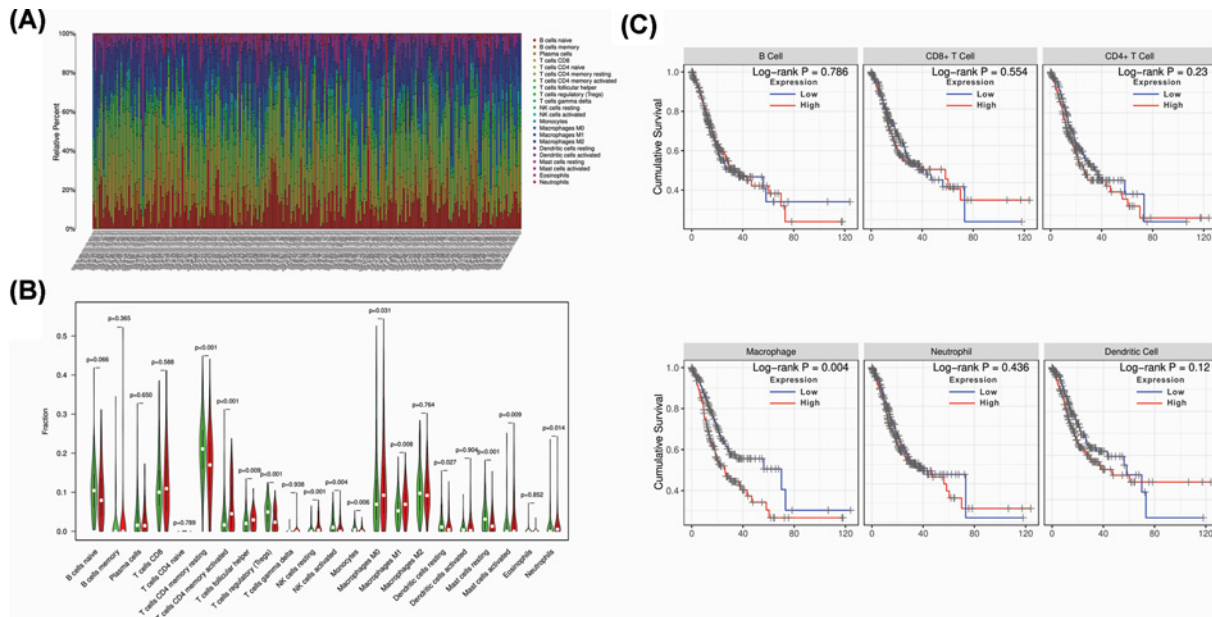 (A)
100%
80%
60%
40%
20%
0%
Relative Percent
B cells naive
B cells memory
Plasma cells
T cells CD8
T cells CD4 naive
T cells CD4 memory resting
T cells CD4 memory activated
T cells follicular helper
T cells regulatory (Tregs)
T cells gamma delta
NK cells resting
NK cells activated
Monocytes
Macrophages M0
Macrophages M1
Macrophages M2
Dendritic cells resting
Dendritic cells activated
Mast cells resting
Mast cells activated
Eosinophils
Neutrophils
(B)
Fraction
0.5
0.4
0.3
0.2
0.1
0.0
p=0.066
p=0.365
p=0.650
p=0.588
p=0.789
p<0.001
p<0.001
p=0.009
p<0.001
p=0.938
p=0.001
p=0.004
p=0.006
p=0.031
p=0.008
p=0.764
p=0.027
p=0.904
p=0.001
p=0.009
p=0.852
p=0.014
B cells naive
B cells memory
Plasma cells
T cells CD8
T cells CD4 naive
T cells CD4 memory resting
T cells CD4 memory activated
T cells follicular helper
T cells regulatory (Tregs)
T cells gamma delta
NK cells resting
NK cells activated
Monocytes
Macrophages M0
Macrophages M1
Macrophages M2
Dendritic cells resting
Dendritic cells activated
Mast cells resting
Mast cells activated
Eosinophils
Neutrophils
(C)
Cumulative Survival
1.0
0.8
0.6
0.4
B Cell
Log-rank P = 0.786
Expression
Low
High
0 40 80 120
CD8+ T Cell
Log-rank P = 0.554
Expression
Low
High
0 40 80 120
CD4+ T Cell
Log-rank P = 0.23
Expression
Low
High
0 40 80 120
Cumulative Survival
1.0
0.8
0.6
0.4
Macrophage
Log-rank P = 0.004
Expression
Low
High
0 40 80 120
Neutrophil
Log-rank P = 0.436
Expression
Low
High
0 40 80 120
Dendritic Cell
Log-rank P = 0.12
Expression
Low
High
0 40 80 120